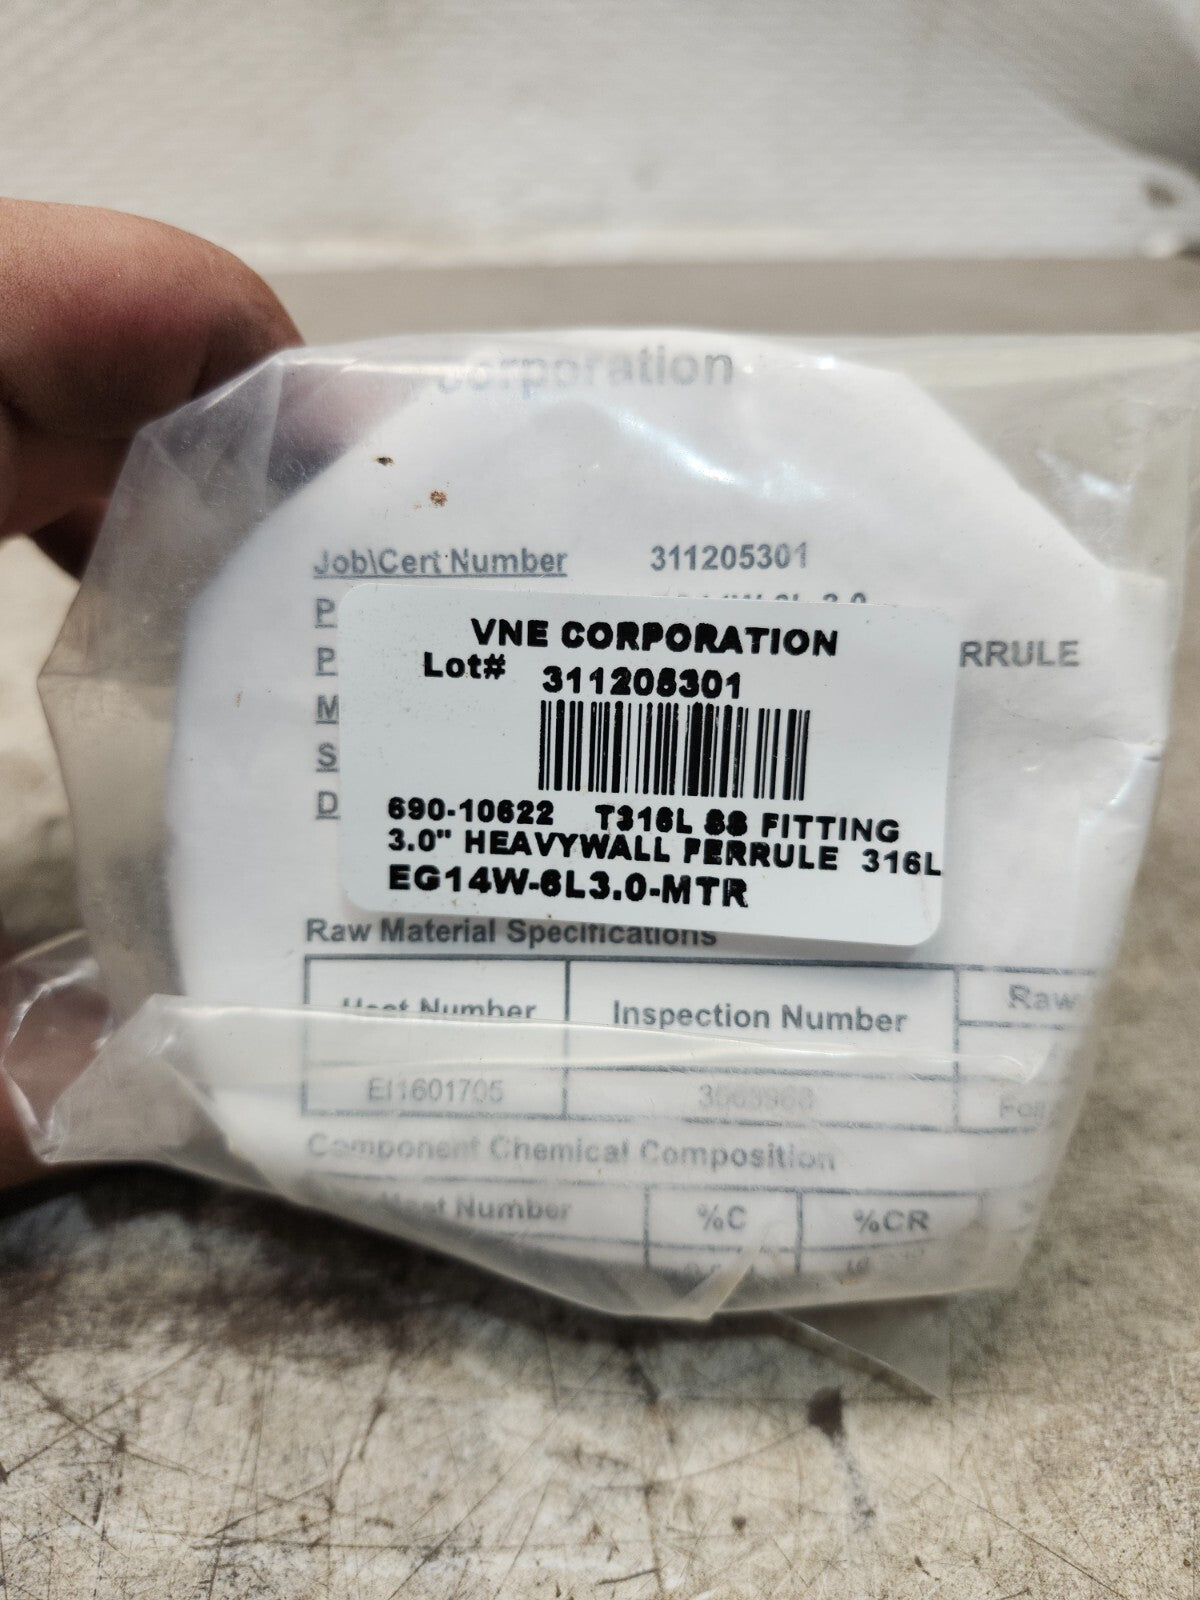 Corporation
Job\Cert Number 311205301
P
P RRULE
M
S
D
VNE CORPORATION
Lot# 311205301
690-10622 T316L SS FITTING
3.0" HEAVYWALL FERRULE 316L
EG14W-6L3.0-MTR
Raw Material Specifications
Heat Number Inspection Number Raw
EI1601705
Component Chemical Composition
Heat Number %C %CR